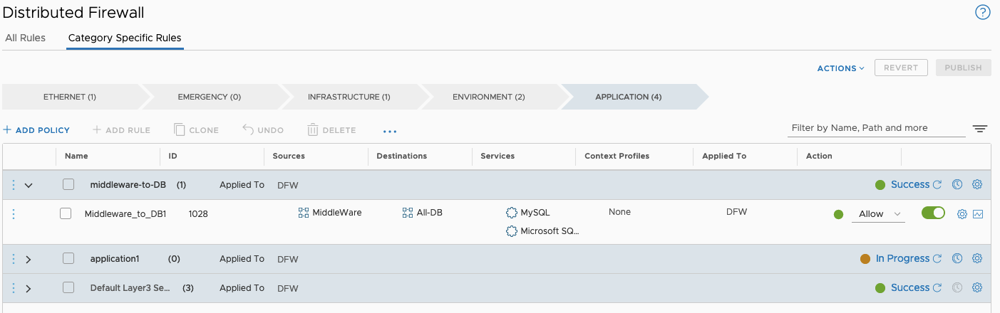 Distributed Firewall
?
All Rules Category Specific Rules
ACTIONS REVERT PUBLISH
ETHERNET (1) EMERGENCY (0) INFRASTRUCTURE (1) ENVIRONMENT (2) APPLICATION (4)
+ ADD POLICY + ADD RULE CLONE UNDO DELETE ... Filter by Name, Path and more
Name ID Sources Destinations Services Context Profiles Applied To Action
middleware-to-DB (1) Applied To DFW Success
Middleware_to_DB1 1028 MiddleWare All-DB MySQL None DFW Allow
Microsoft SQ...
application1 (0) Applied To DFW In Progress
Default Layer3 Se... (3) Applied To DFW Success